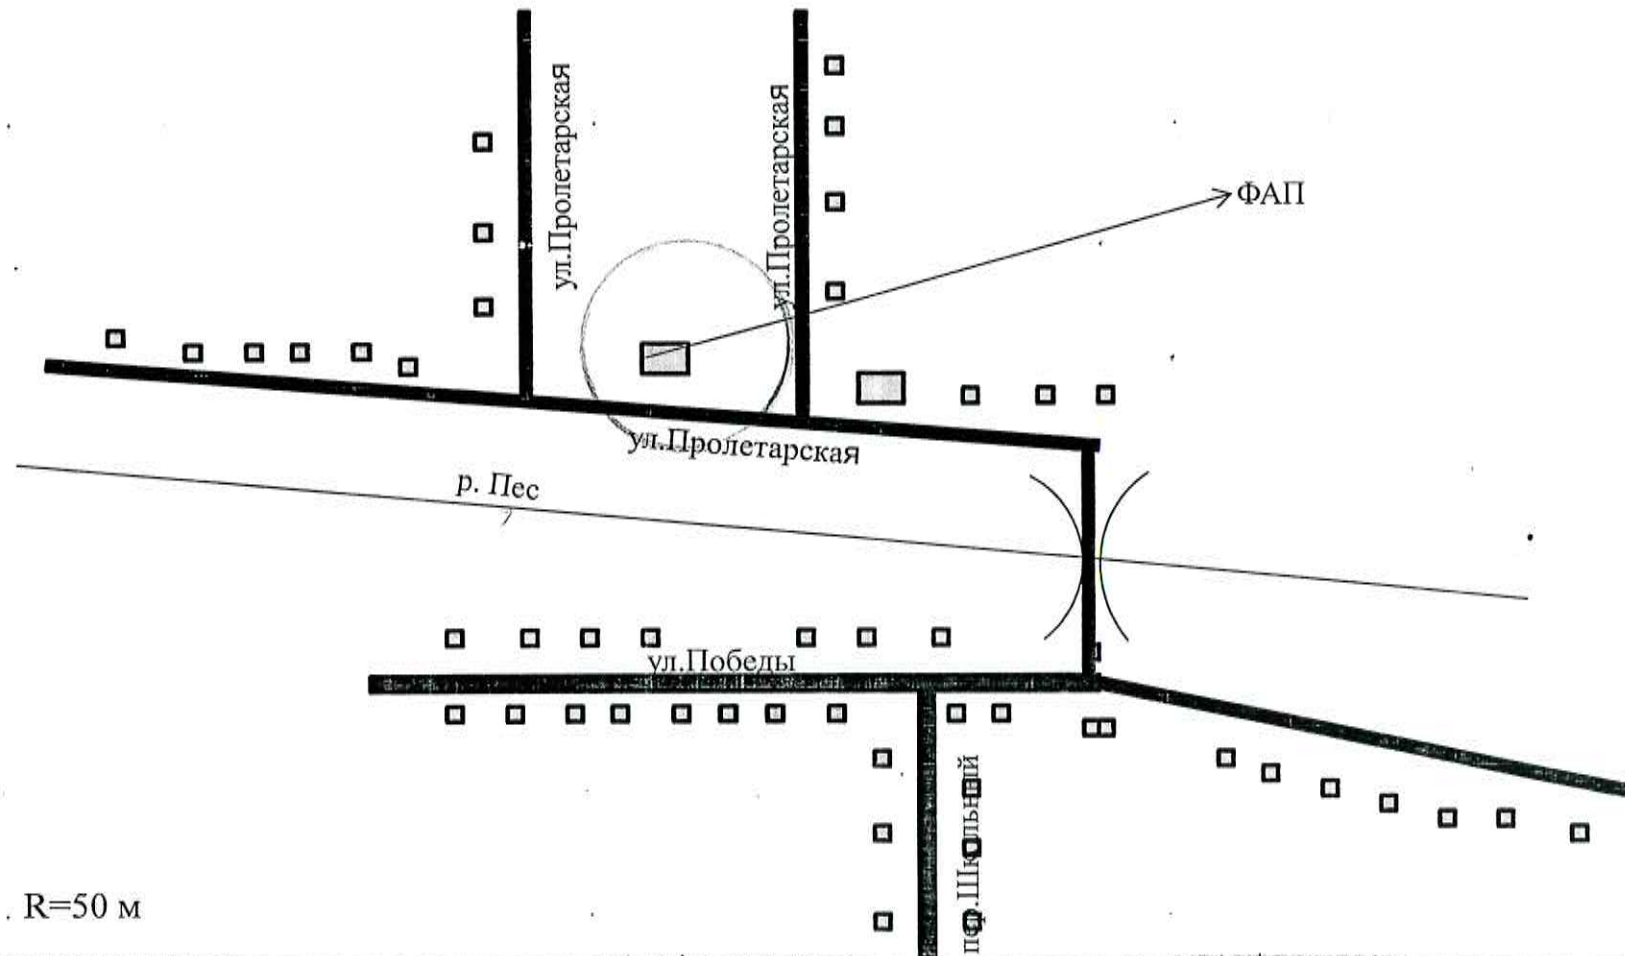 ул.Пролетарская
ул.Пролетарская
ФАП
ул.Пролетарская
р. Пес
ул.Победы
пер.Школьный
R=50 м